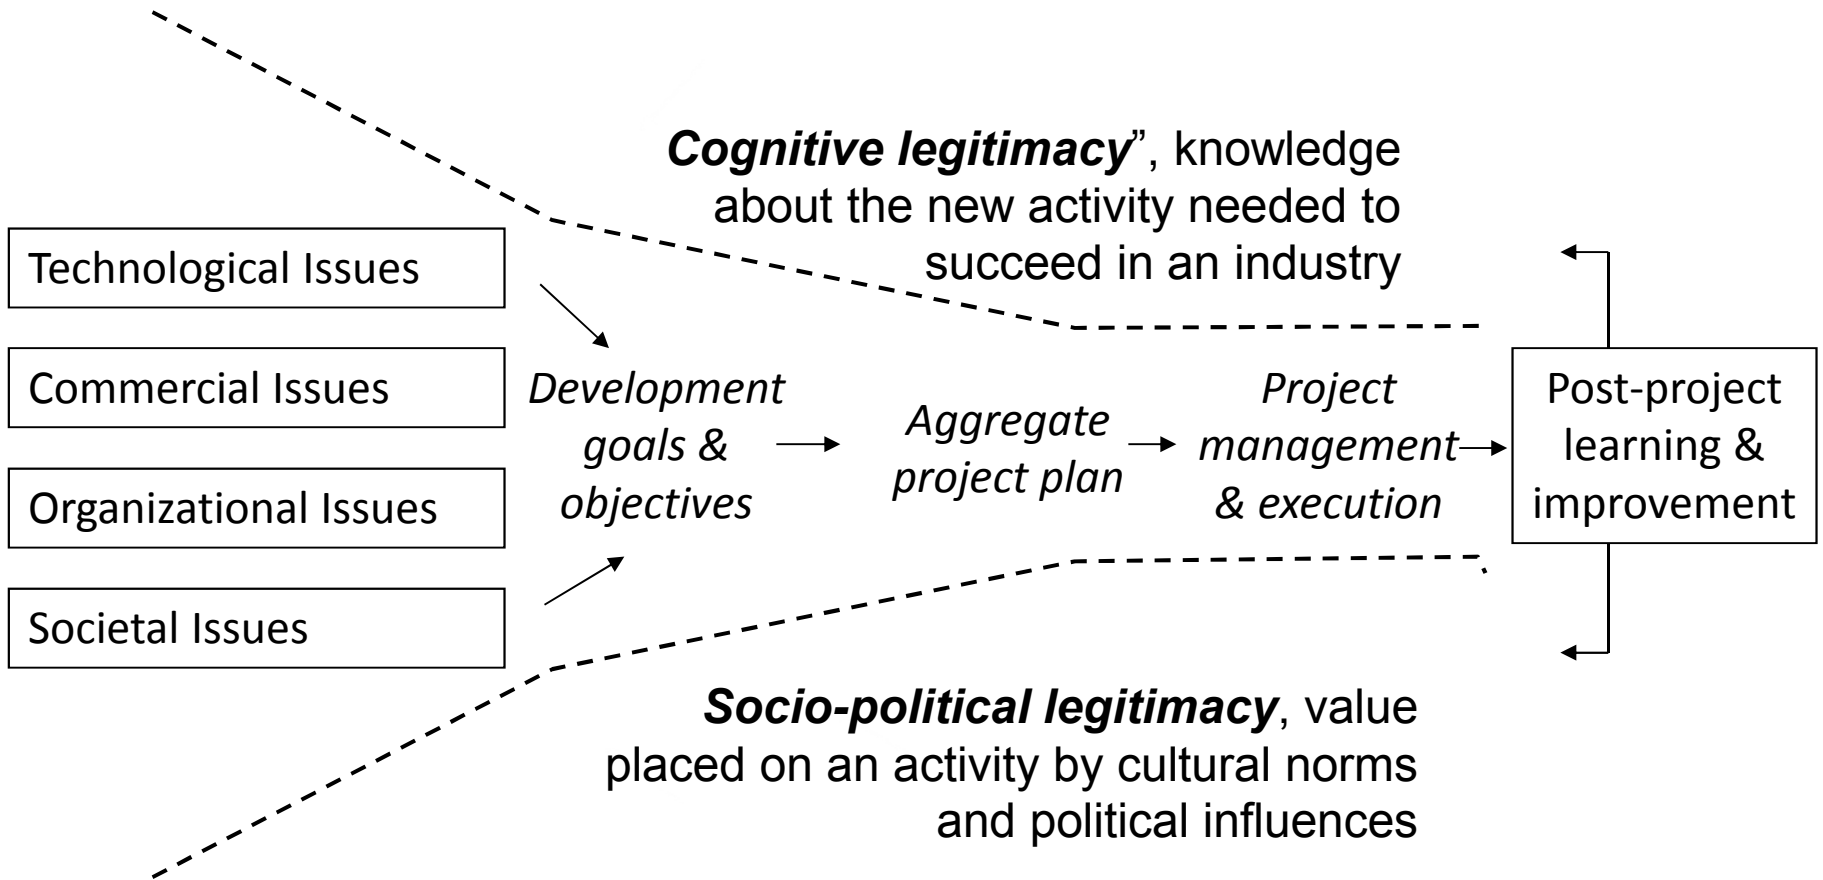 Cognitive legitimacy”, knowledge
about the new activity needed to
succeed in an industry
Technological Issues
Commercial Issues
Organizational Issues
Societal Issues
Development
goals &
objectives
Aggregate
project plan
Project
management
& execution
Post-project
learning &
improvement
Socio-political legitimacy, value
placed on an activity by cultural norms
and political influences